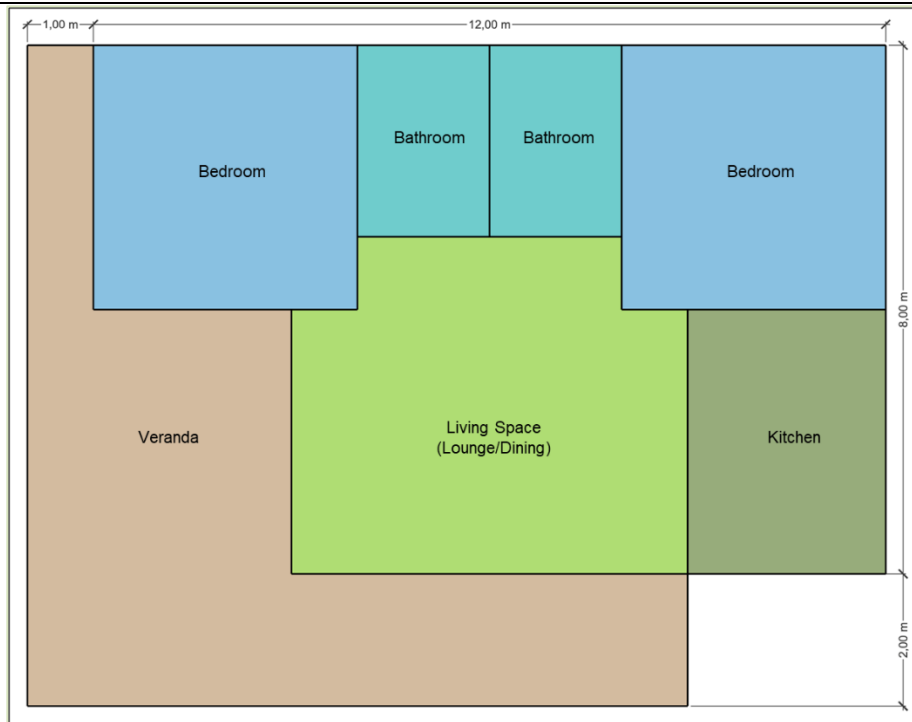 1,00 m
12,00 m
Bathroom
Bathroom
Bedroom
Bedroom
8,00 m
Living Space
(Lounge/Dining)
Veranda
Kitchen
2,00 m